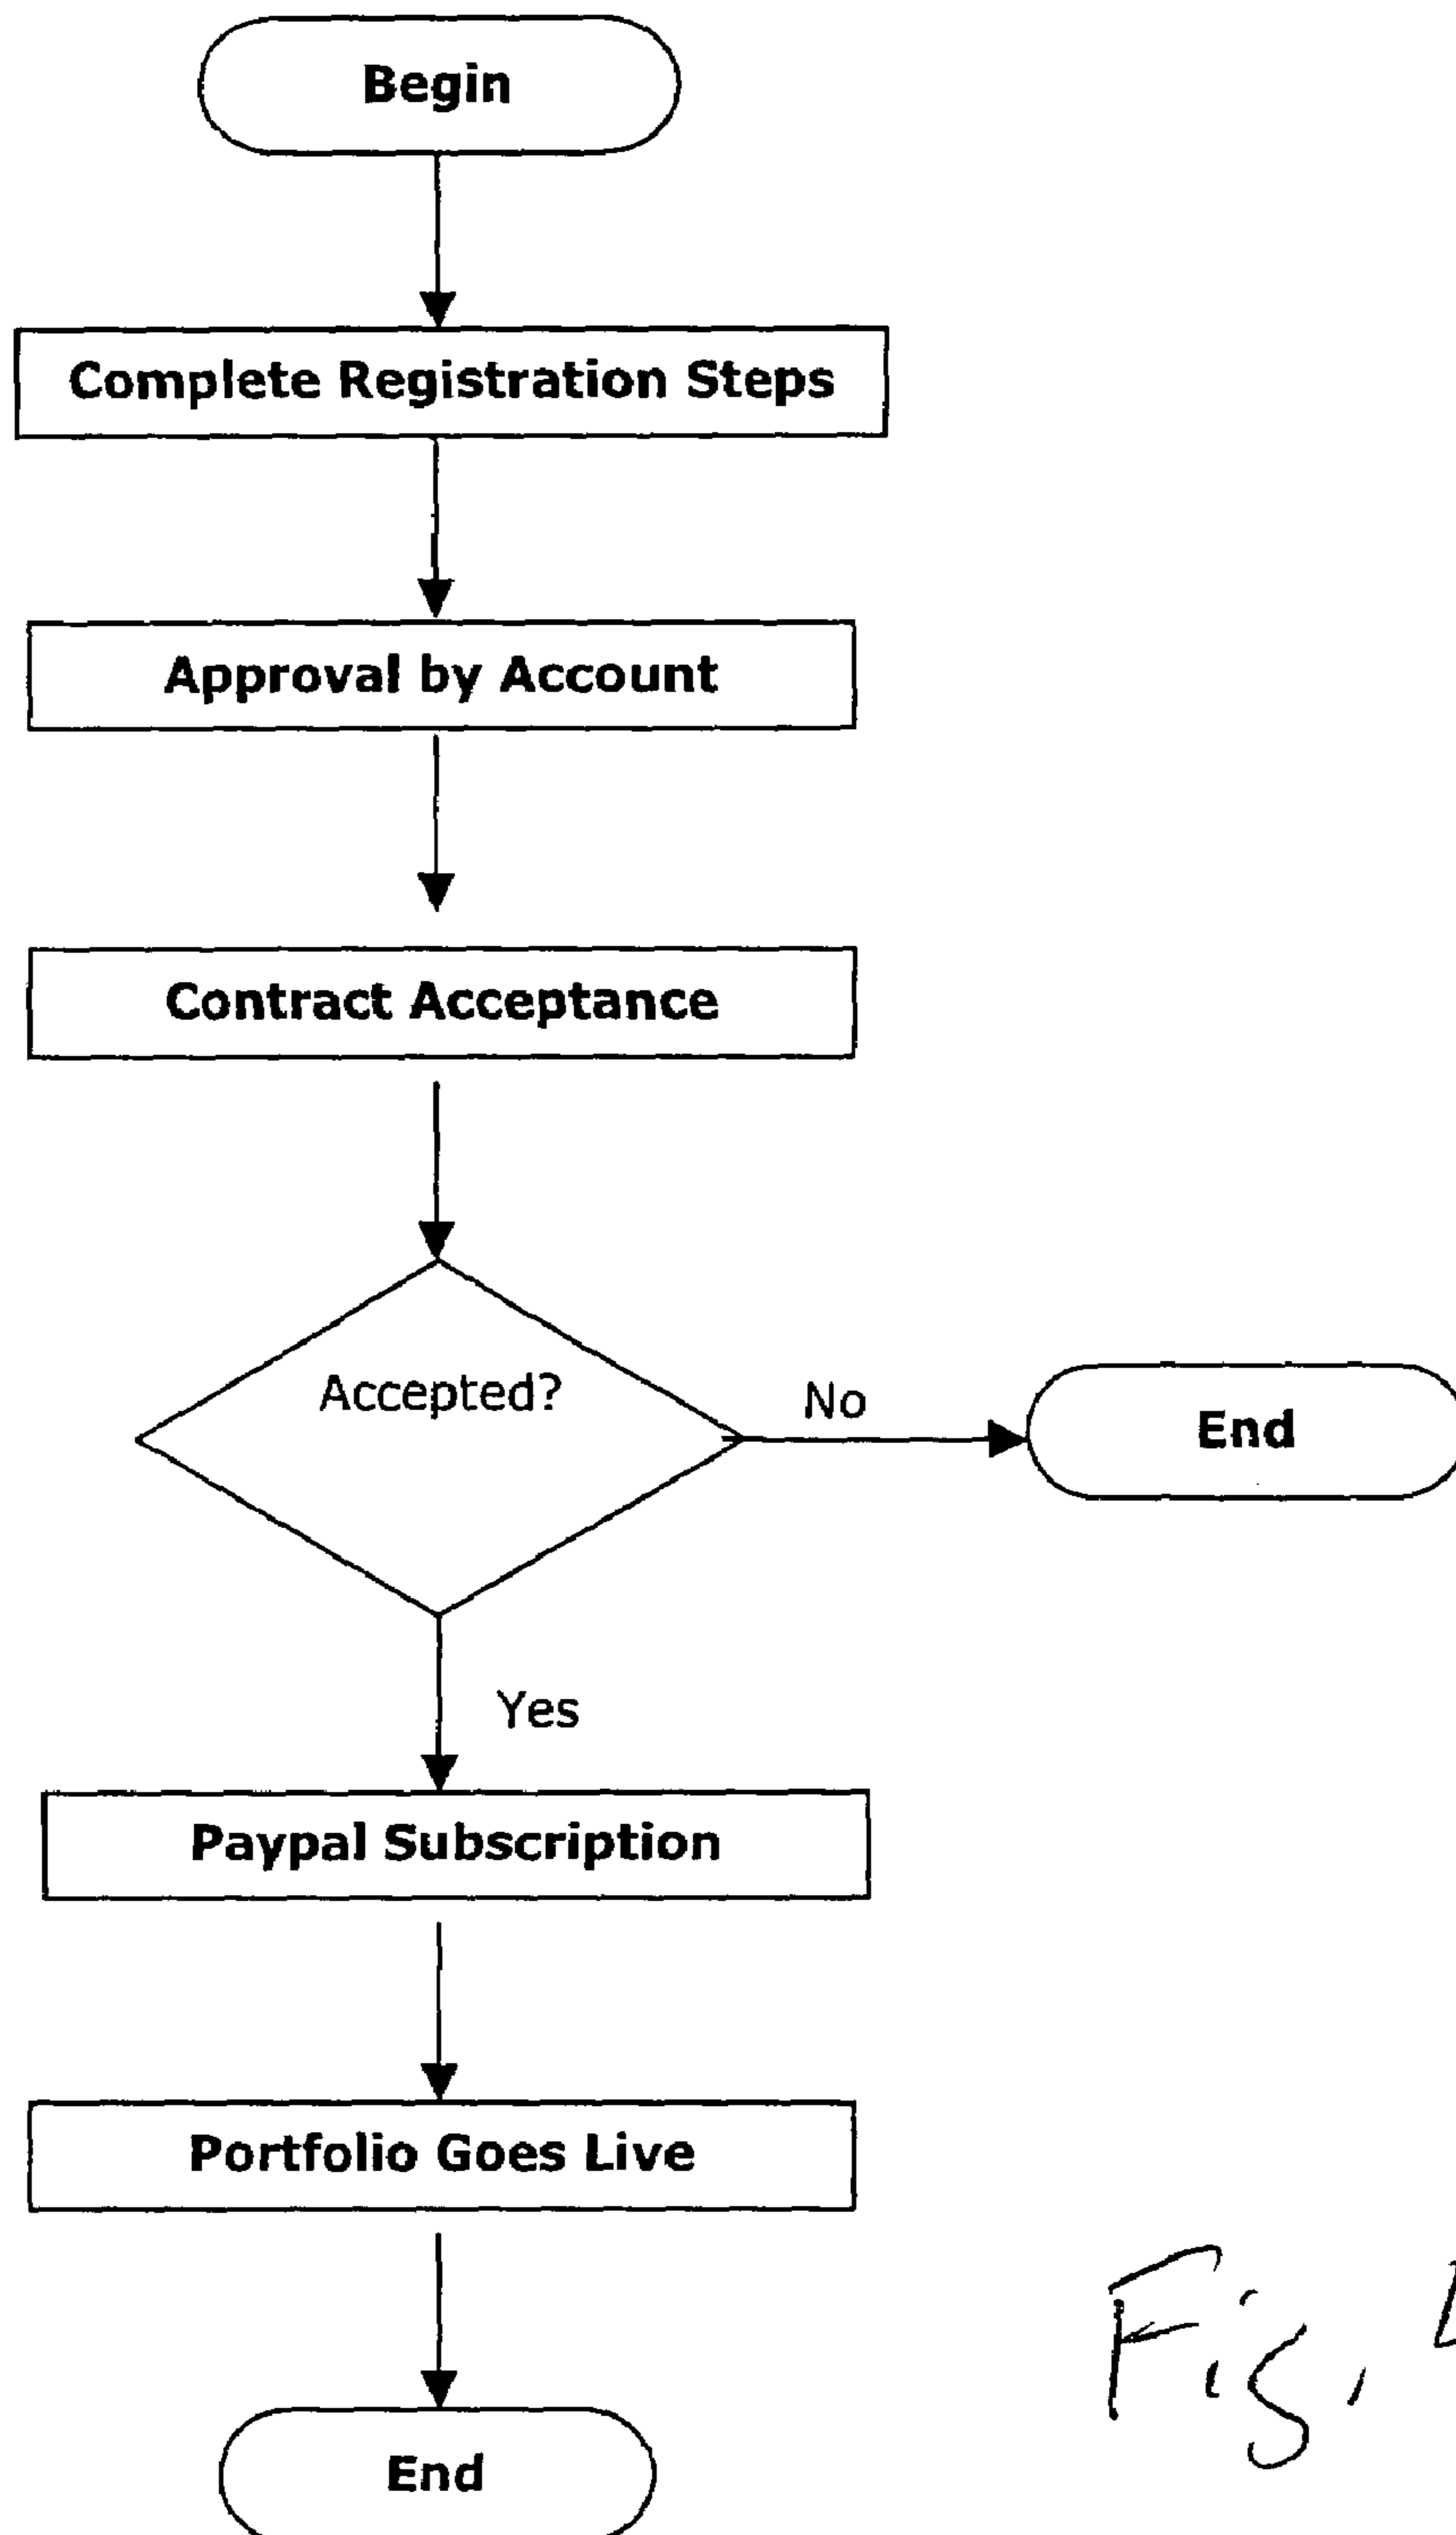 Begin
Complete Registration Steps
Approval by Account
Contract Acceptance
Accepted?
No
End
Yes
Paypal Subscription
Portfolio Goes Live
Fig.
End